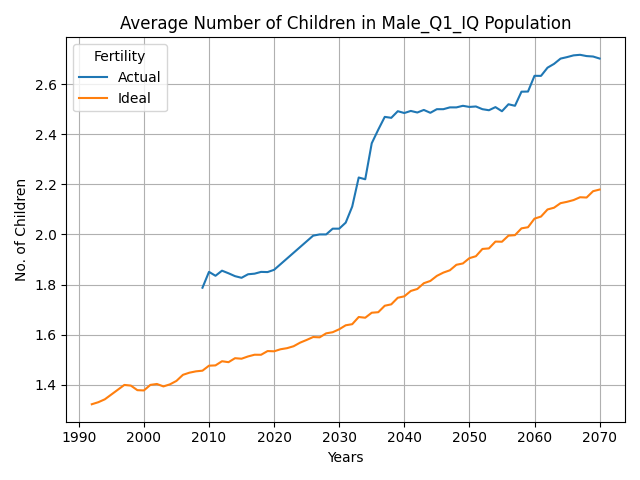 Average Number of Children in Male_Q1_IQ Population
Fertility
Actual
Ideal
No. of Children
2.6
2.4
2.2
2.0
1.8
1.6
1.4
1990 2000 2010 2020 2030 2040 2050 2060 2070
Years